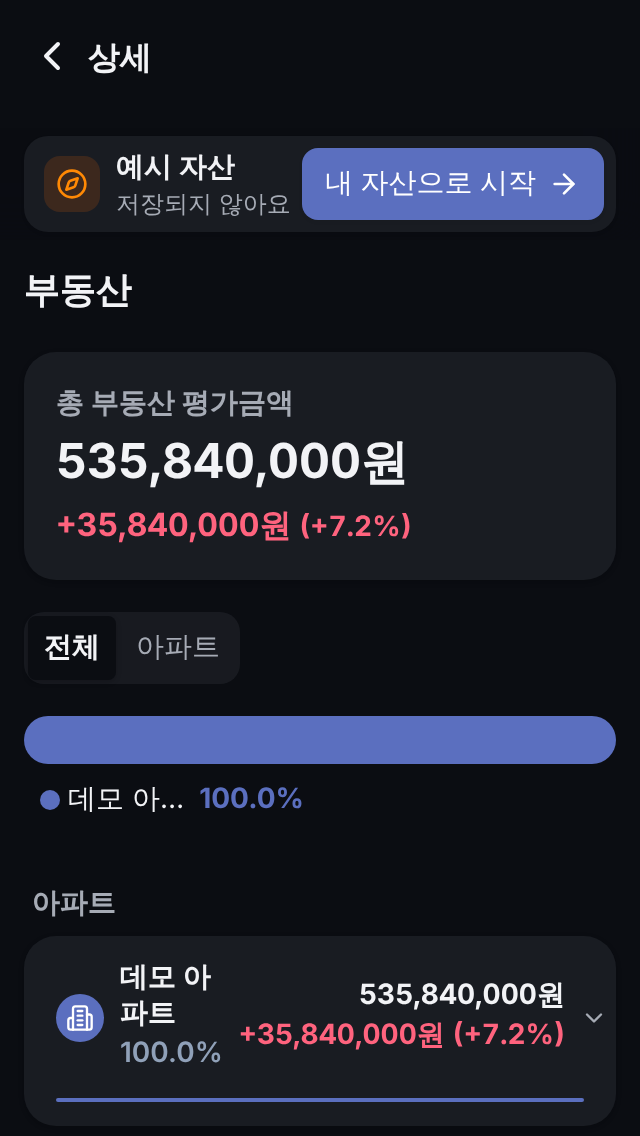 상세
예시 자산
저장되지 않아요
내 자산으로 시작
부동산
총 부동산 평가금액
535,840,000원
+35,840,000원 (+7.2%)
전체
아파트
데모 아... 100.0%
아파트
데모 아
파트
100.0%
535,840,000원
+35,840,000원 (+7.2%)